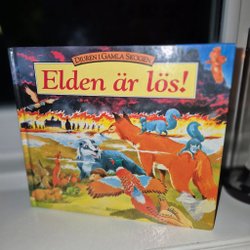 DJUREN I GAMLA SKOGEN
Elden är lös!